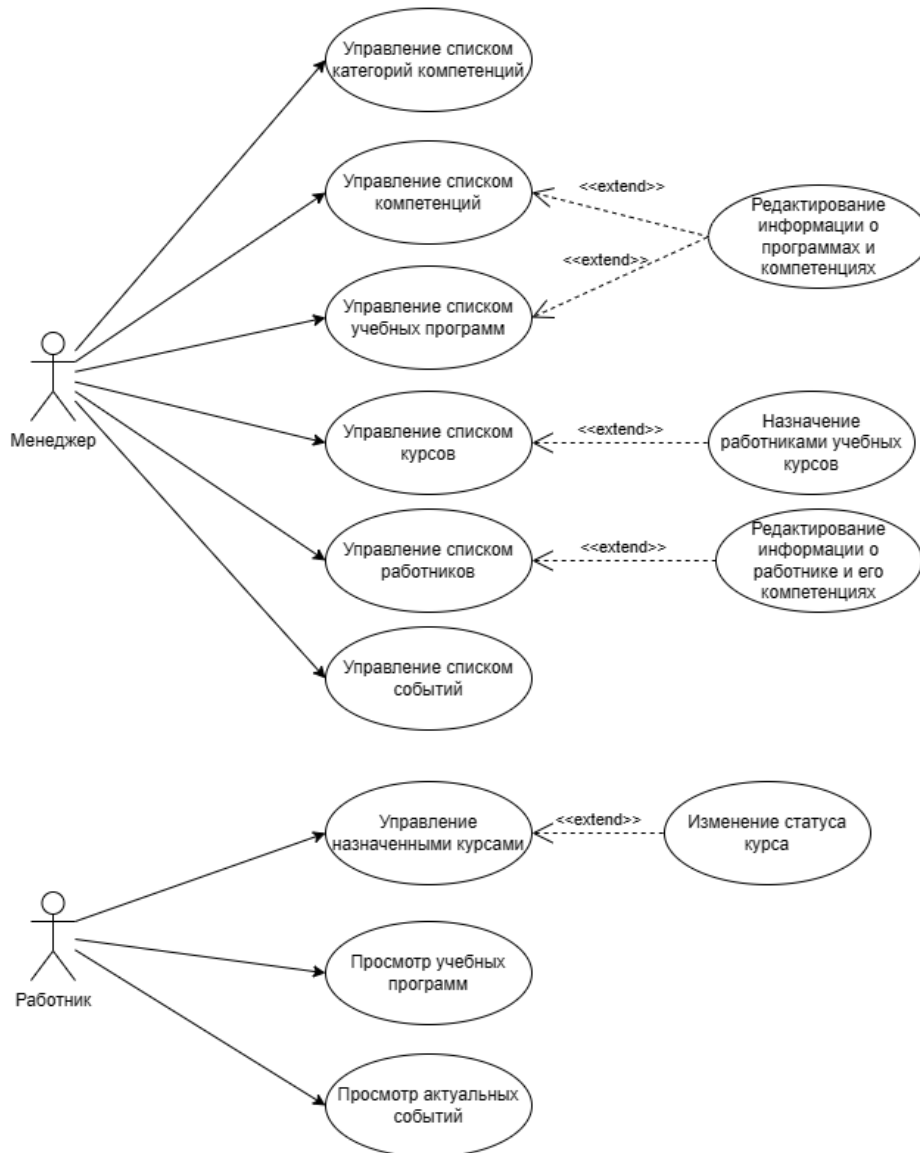 Управление списком
категорий компетенций
Управление списком
компетенций
<<extend>>
Редактирование
информации о
программах и
компетенциях
<<extend>>
Управление списком
учебных программ
Менеджер
Управление списком
курсов
<<extend>>
Назначение
работниками учебных
курсов
Управление списком
работников
<<extend>>
Редактирование
информации о
работнике и его
компетенциях
Управление списком
событий
Управление
назначенными курсами
<<extend>>
Изменение статуса
курса
Работник
Просмотр учебных
программ
Просмотр актуальных
событий